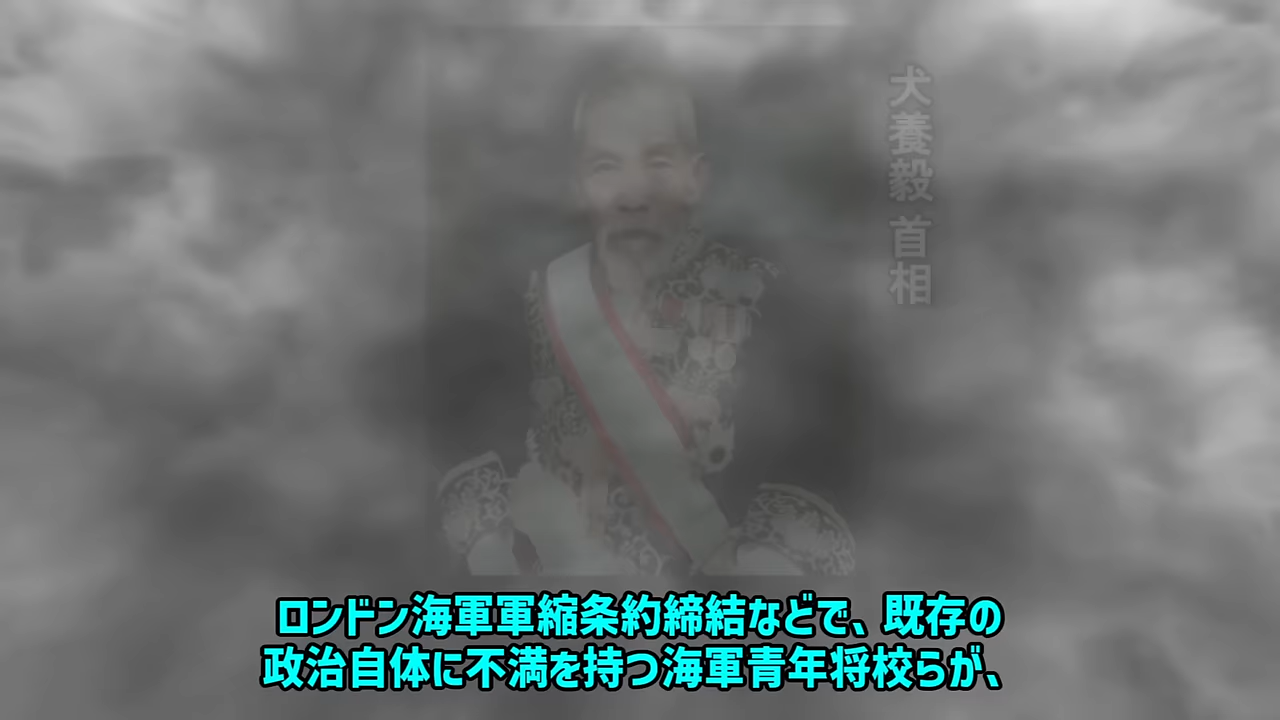 犬養毅 首相
ロンドン海軍軍縮条約締結などで、既存の
政治自体に不満を持つ海軍青年将校らが、